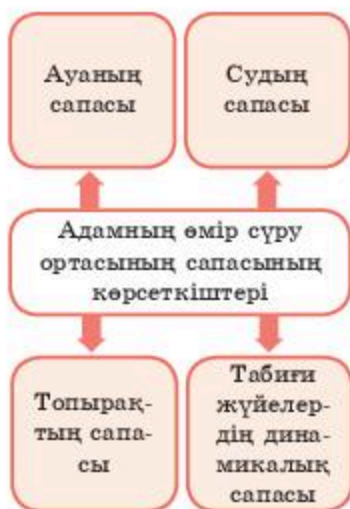 Ауаның
сапасы
Судың
сапасы
Адамның өмір сүру
ортасының сапасының
көрсеткіштері
Топырақ-
тың сапа-
сы
Табиғи
жүйелер-
дің дина-
микалық
сапасы